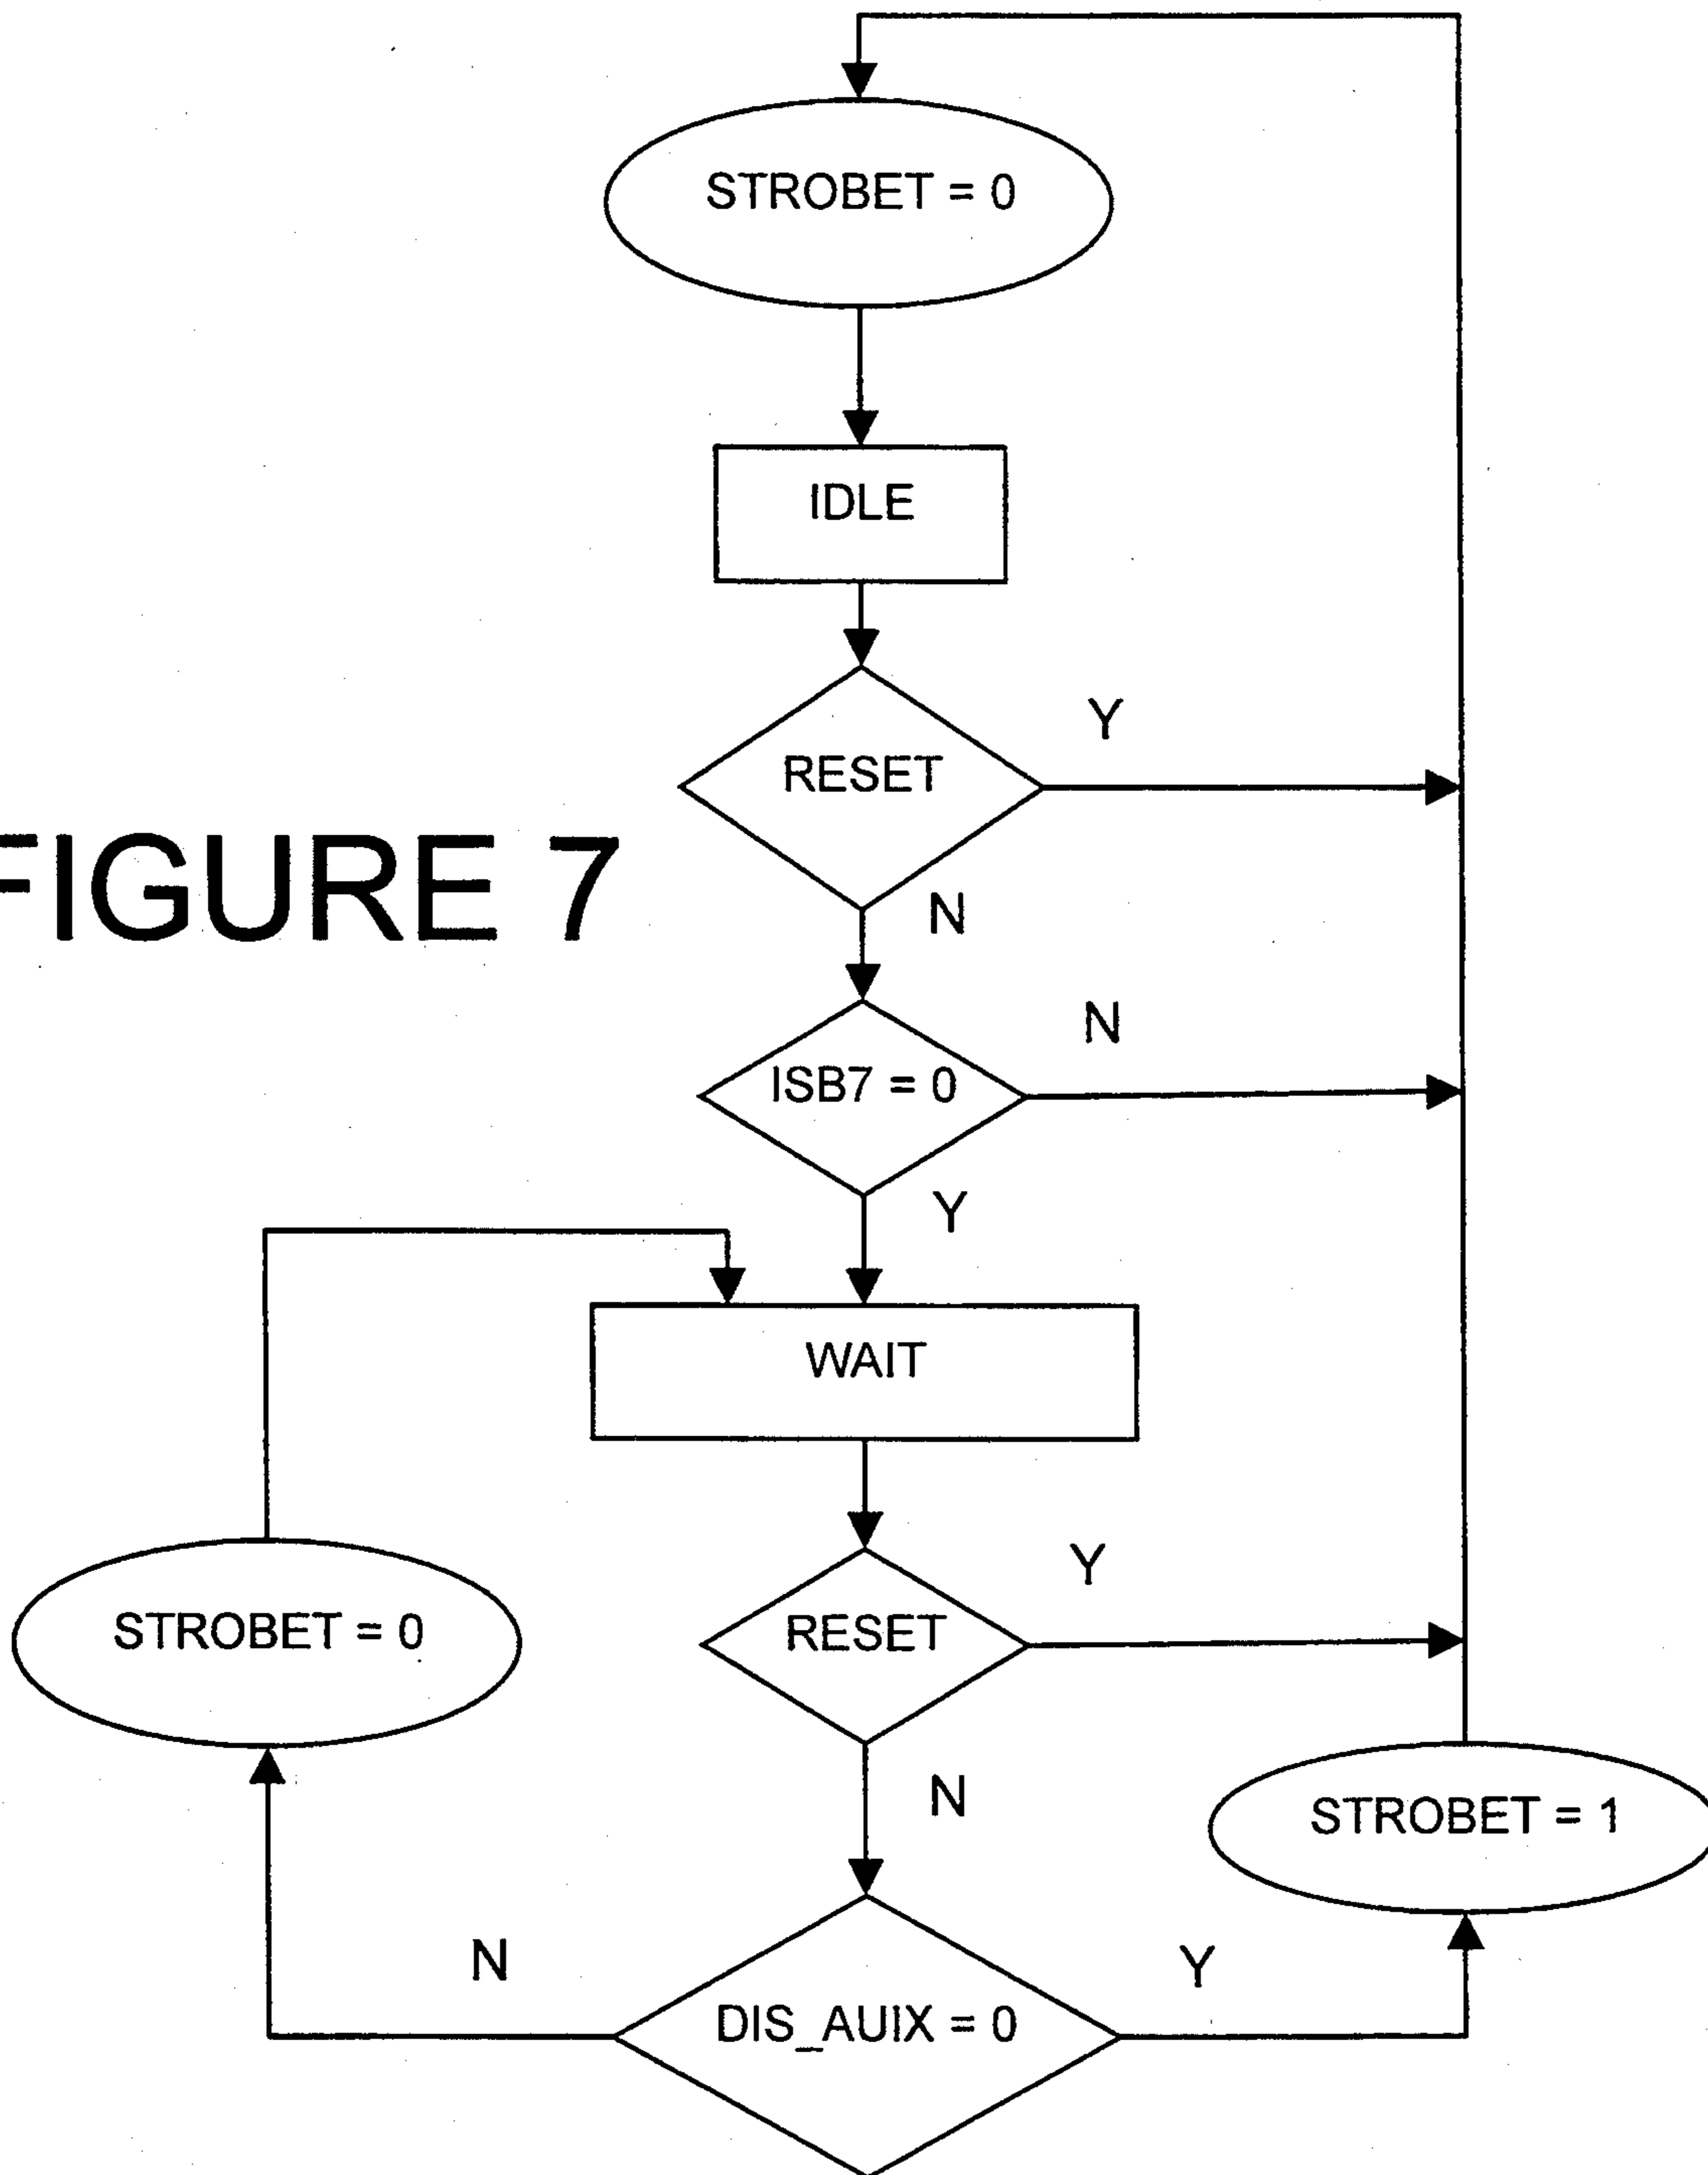 STROBET = 0
IDLE
RESET
Y
FIGURE 7
N
ISB7 = 0
N
Y
WAIT
STROBET = 0
RESET
Y
N
STROBET = 1
N
DIS_AUIX = 0
Y